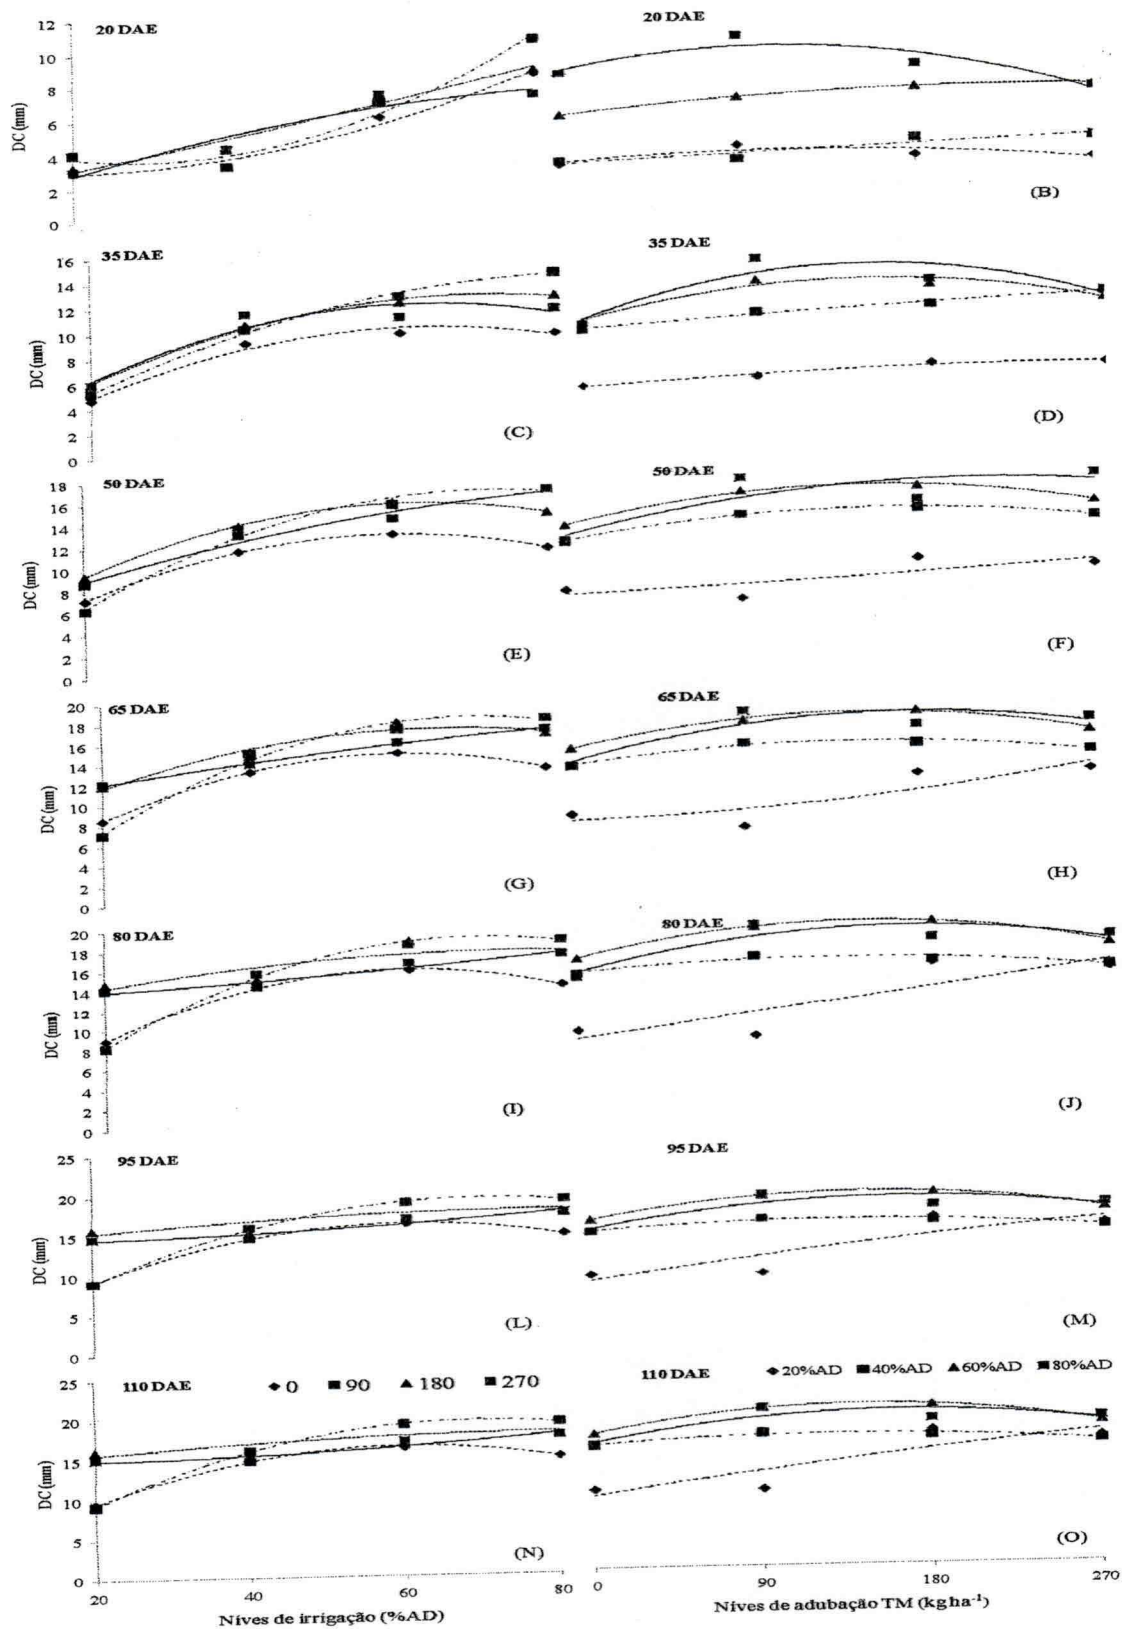 20 DAE
20 DAE
12
10
8
6
4
2
0
DC (mm)
(B)
35 DAE
35 DAE
16
14
12
10
8
6
4
2
0
DC (mm)
(C)
(D)
50 DAE
50 DAE
18
16
14
12
10
9
8
6
4
2
0
DC (mm)
(E)
(F)
65 DAE
65 DAE
20
18
16
14
12
10
8
6
4
2
0
DC (mm)
(G)
(H)
80 DAE
80 DAE
20
18
16
14
12
10
8
6
4
2
0
DC (mm)
(I)
(J)
95 DAE
95 DAE
25
20
15
10
5
0
DC (mm)
(L)
(M)
110 DAE
0 90 180 270
110 DAE
20%AD 40%AD 60%AD 80%AD
25
20
15
10
5
0
DC (mm)
(N)
(O)
20 40 60 80
0 90 180 270
Níves de irrigação (%AD)
Níves de adubação TM (kg ha⁻¹)